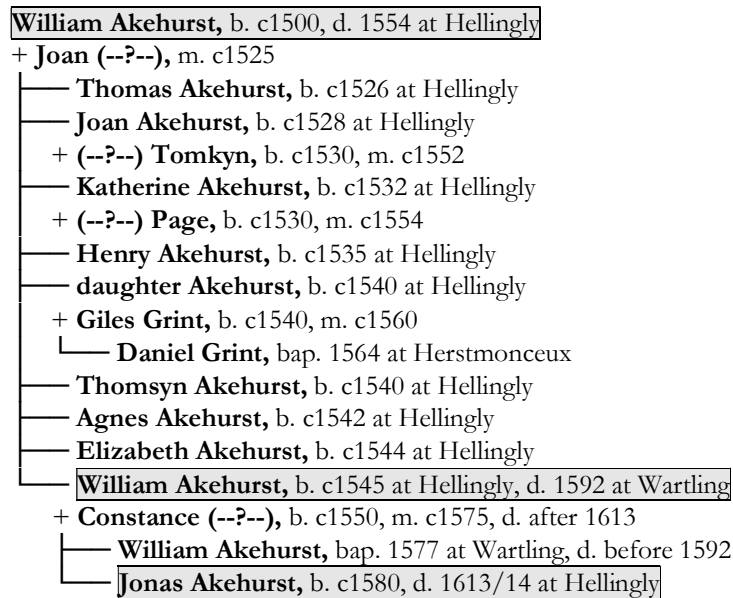 William Akehurst, b. c1500, d. 1554 at Hellingly
+ Joan (--?--), m. c1525
Thomas Akehurst, b. c1526 at Hellingly
Joan Akehurst, b. c1528 at Hellingly
+ (--?--) Tomkyn, b. c1530, m. c1552
Katherine Akehurst, b. c1532 at Hellingly
+ (--?--) Page, b. c1530, m. c1554
Henry Akehurst, b. c1535 at Hellingly
daughter Akehurst, b. c1540 at Hellingly
+ Giles Grint, b. c1540, m. c1560
Daniel Grint, bap. 1564 at Herstmonceux
Thomsyn Akehurst, b. c1540 at Hellingly
Agnes Akehurst, b. c1542 at Hellingly
Elizabeth Akehurst, b. c1544 at Hellingly
William Akehurst, b. c1545 at Hellingly, d. 1592 at Wartling
+ Constance (--?--), b. c1550, m. c1575, d. after 1613
William Akehurst, bap. 1577 at Wartling, d. before 1592
Jonas Akehurst, b. c1580, d. 1613/14 at Hellingly